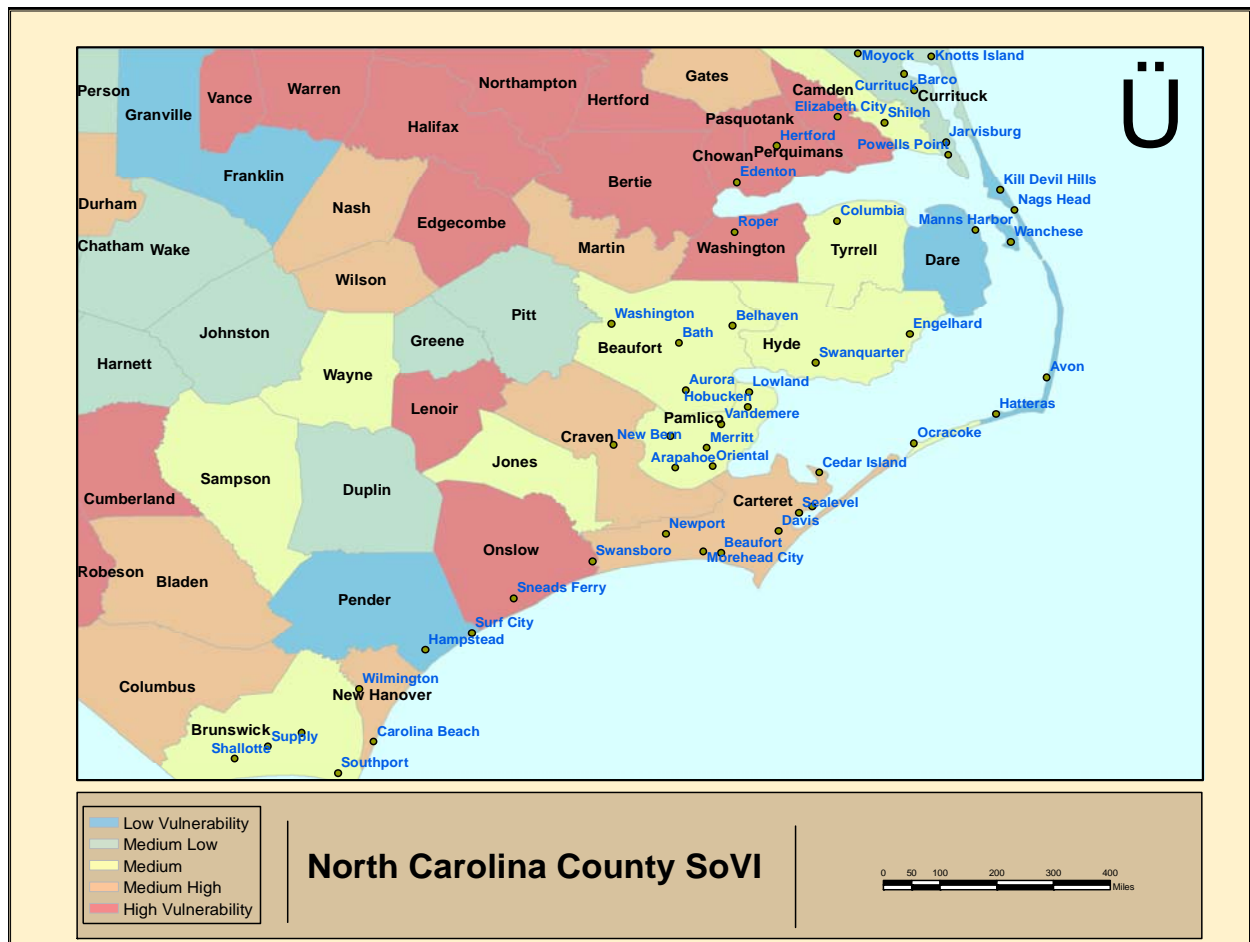 Moyock
Knotts Island
Gates
Person
Northampton
Barco
Warren
Camden
Currituck
Vance
Hertford
Currituck
Granville
Elizabeth City
Pasquotank
Shiloh
Halifax
Ü
Hertford
Jarvisburg
Powells Point
Chowan
Perquimans
Edenton
Franklin
Bertie
Kill Devil Hills
Nags Head
Durham
Nash
Edgecombe
Columbia
Manns Harbor
Roper
Wanchese
Chatham
Wake
Martin
Washington
Tyrrell
Dare
Wilson
Washington
Pitt
Belhaven
Engelhard
Johnston
Greene
Bath
Beaufort
Hyde
Swanquarter
Harnett
Wayne
Avon
Aurora
Lowland
Hobucken
Lenoir
Hatteras
Pamlico
Vandemere
Craven
New Bern
Merritt
Ocracoke
Arapahoe
Oriental
Jones
Cedar Island
Sampson
Duplin
Cumberland
Carteret
Sealevel
Newport
Davis
Onslow
Swansboro
Beaufort
Morehead City
Robeson
Bladen
Sneads Ferry
Pender
Surf City
Hampstead
Columbus
Wilmington
New Hanover
Brunswick
Supply
Carolina Beach
Shallotte
Southport
Low Vulnerability
Medium Low
Medium
Medium High
High Vulnerability
North Carolina County SoVI
0 50 100 200 300 400
Miles